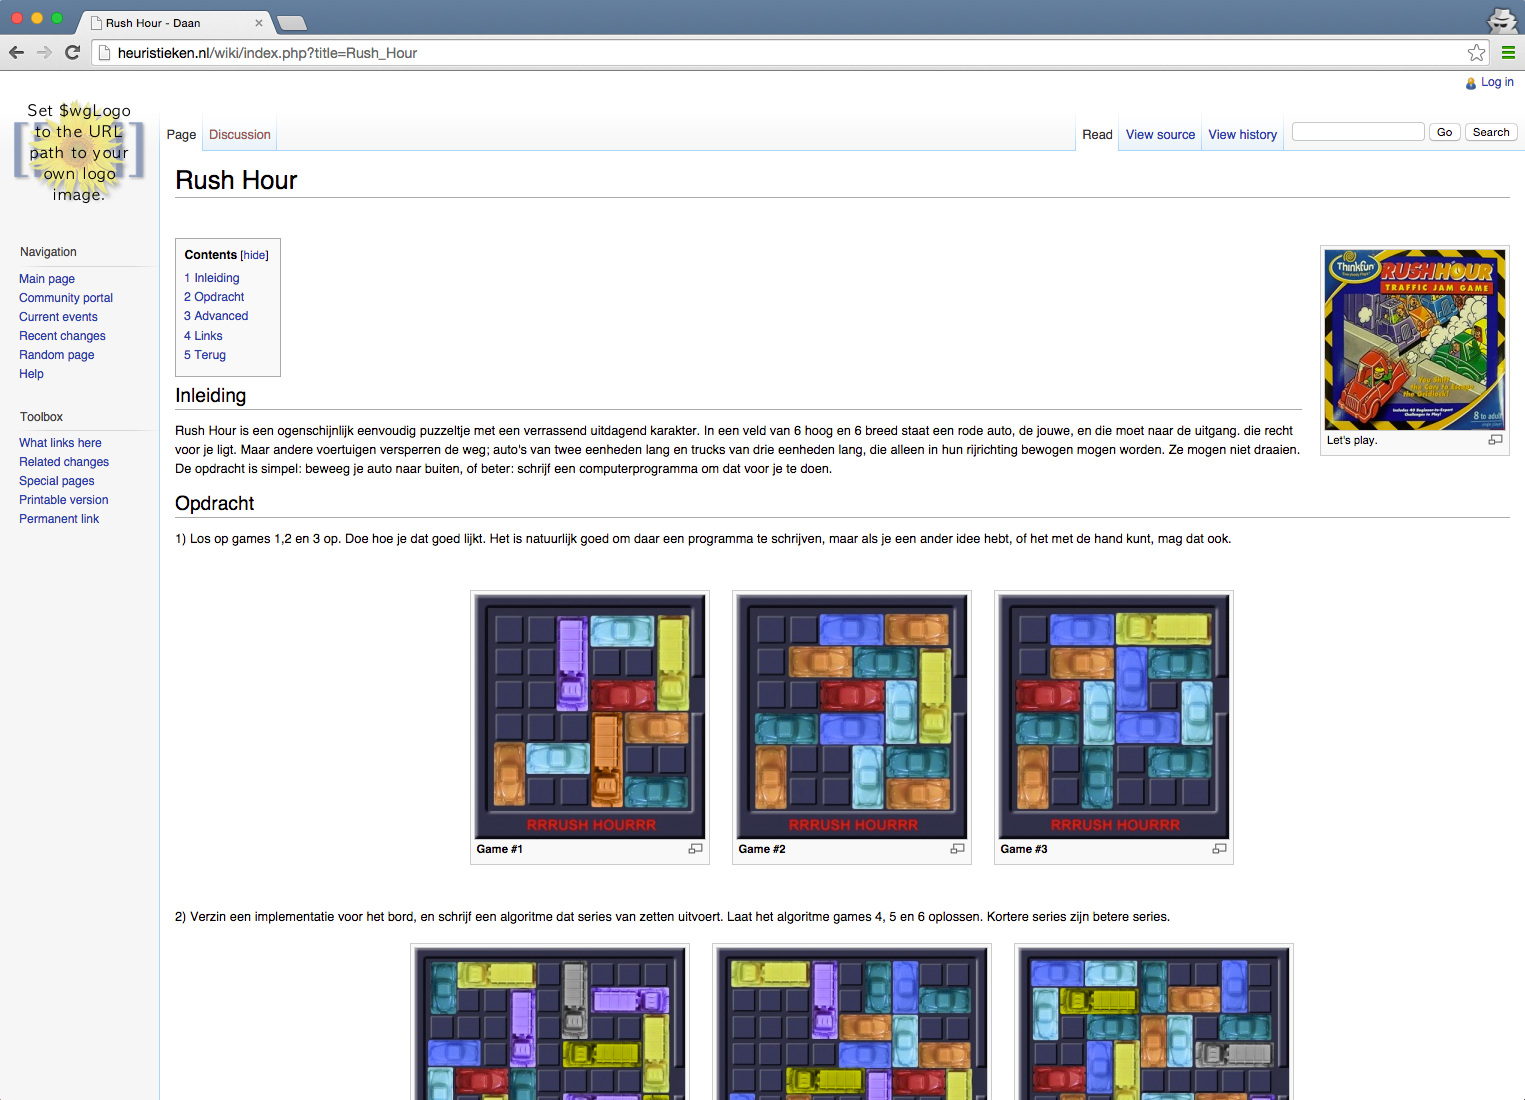 Rush Hour - Daan
heuristieken.nl/wiki/index.php?title=Rush_Hour
Log in
Set $wgLogo
to the URL
path to your
own logo
image.
Page
Discussion
Read
View source
View history
Go
Search
Rush Hour
Navigation
Main page
Community portal
Current events
Recent changes
Random page
Help
Toolbox
What links here
Related changes
Special pages
Printable version
Permanent link
Contents [hide]
1 Inleiding
2 Opdracht
3 Advanced
4 Links
5 Terug
Thinkfun
RUSH HOUR
TRAFFIC JAM GAME
You Shift
the Cars to Escape
the Gridlock!
8 to adult
Let's play.
Inleiding
Rush Hour is een ogenschijnlijk eenvoudig puzzeltje met een verrassend uitdagend karakter. In een veld van 6 hoog en 6 breed staat een rode auto, de jouwe, en die moet naar de uitgang. die recht
voor je ligt. Maar andere voertuigen versperren de weg; auto's van twee eenheden lang en trucks van drie eenheden lang, die alleen in hun rijrichting bewogen mogen worden. Ze mogen niet draaien.
De opdracht is simpel: beweeg je auto naar buiten, of beter: schrijf een computerprogramma om dat voor je te doen.
Opdracht
1) Los op games 1,2 en 3 op. Doe hoe je dat goed lijkt. Het is natuurlijk goed om daar een programma te schrijven, maar als je een ander idee hebt, of het met de hand kunt, mag dat ook.
RRRUSH HOURRR
Game #1
RRRUSH HOURRR
Game #2
RRRUSH HOURRR
Game #3
2) Verzin een implementatie voor het bord, en schrijf een algoritme dat series van zetten uitvoert. Laat het algoritme games 4, 5 en 6 oplossen. Kortere series zijn betere series.